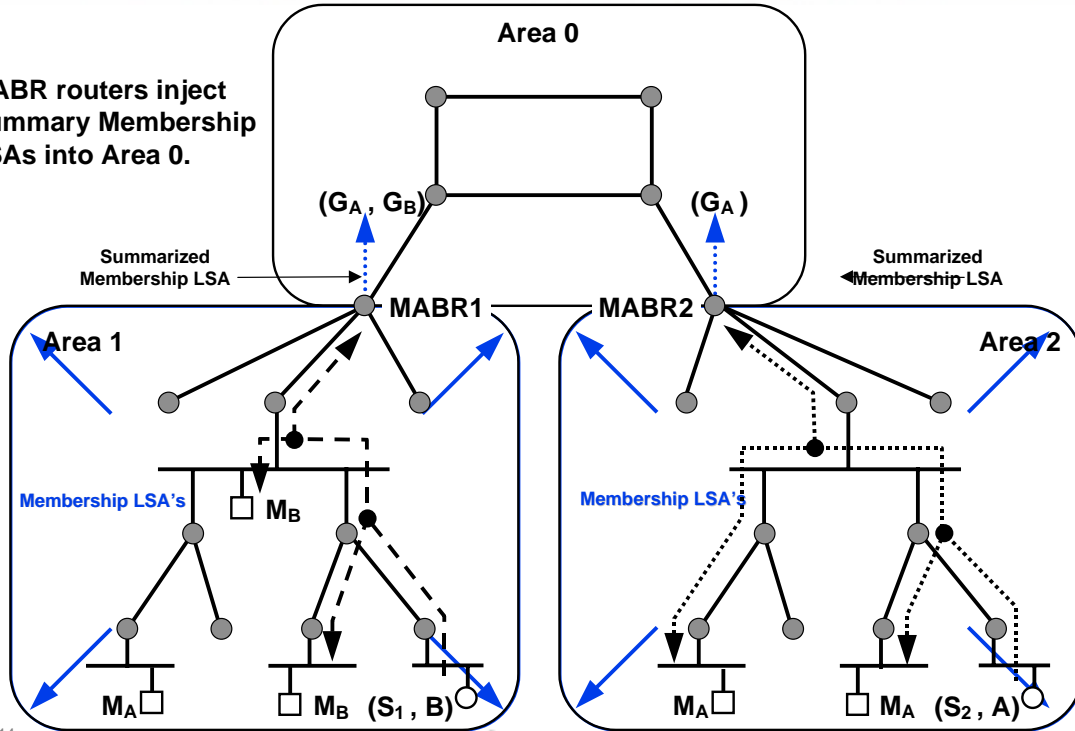 Area 0
ABR routers inject
ummary Membership
SAs into Area 0.
(GA , GB)
(GA )
Summarized
Membership LSA
Summarized
Membership LSA
MABR1
MABR2
Area 1
Area 2
Membership LSA's
MB
Membership LSA's
MA
MB
(S1 , B)
MA
MA
(S2 , A)